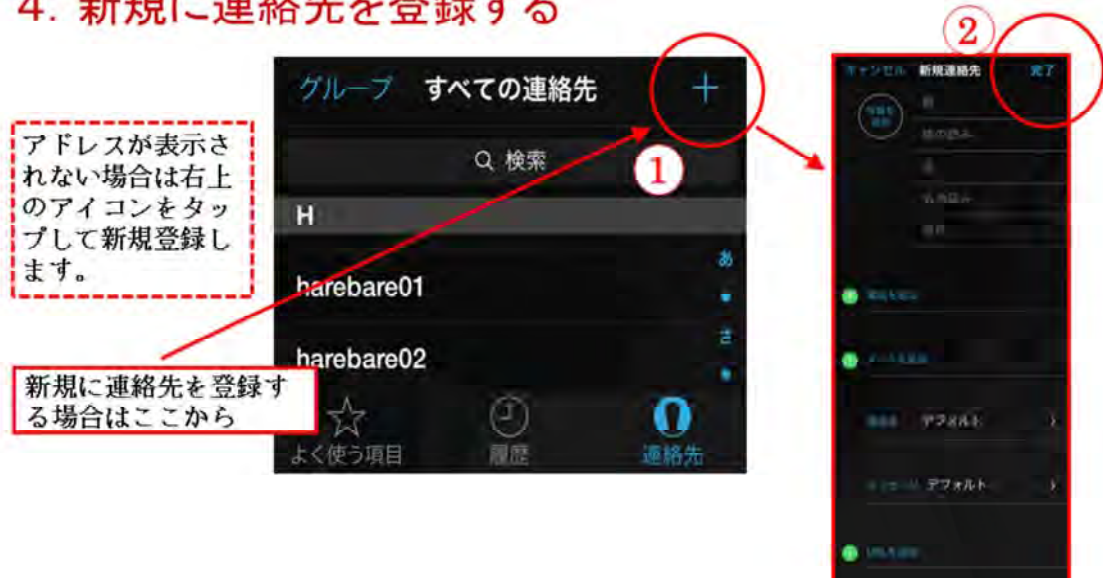 4. 新規に連絡先を登録する
アドレスが表示さ
れない場合は右上
のアイコンをタッ
プして新規登録し
ます。
新規に連絡先を登録す
る場合はここから
グループ すべての連絡先 +
検索
①
H
harebare01
harebare02
あ
さ
よく使う項目 履歴 連絡先
②
キャンセル 新規連絡先 完了
デフォルト
デフォルト